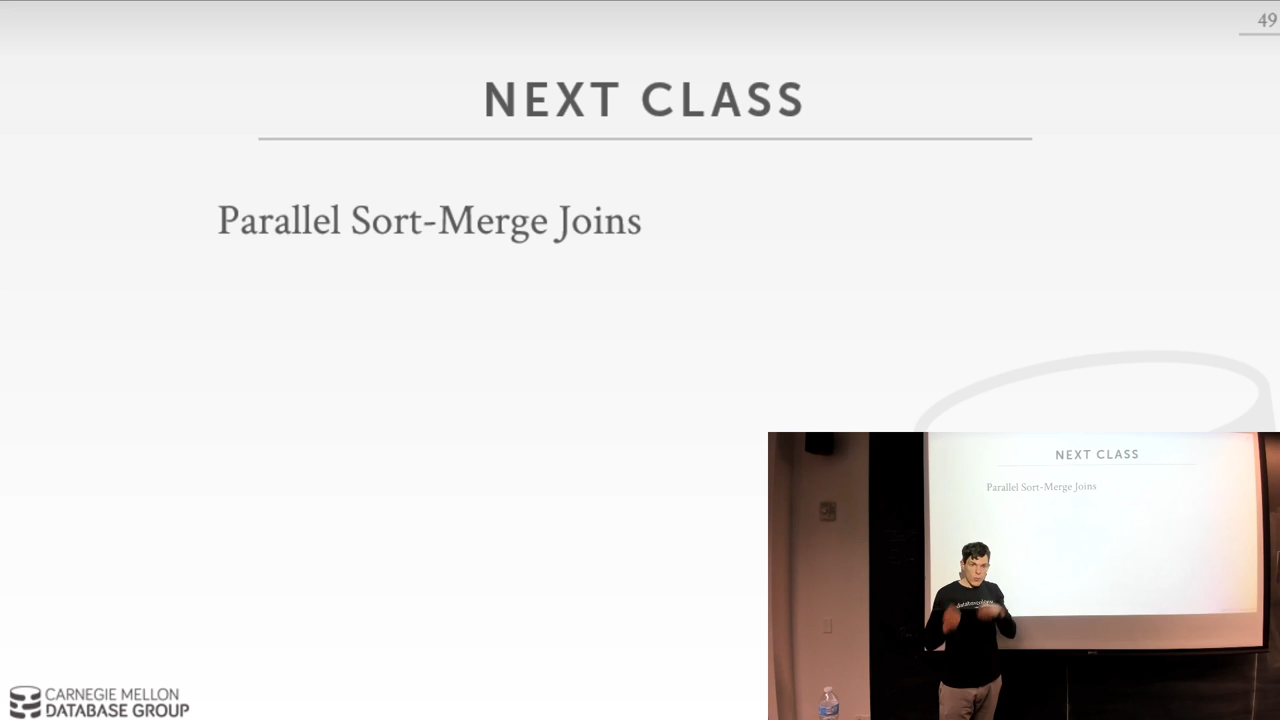 49
NEXT CLASS
Parallel Sort-Merge Joins
NEXT CLASS
Parallel Sort-Merge Joins
CARNEGIE MELLON
DATABASE GROUP